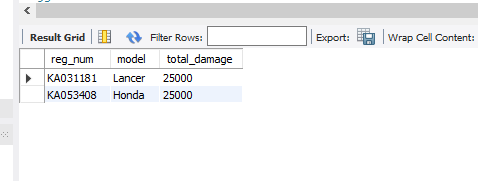 Result Grid Filter Rows: Export: Wrap Cell Content:
reg_num model total_damage
KA031181 Lancer 25000
KA053408 Honda 25000